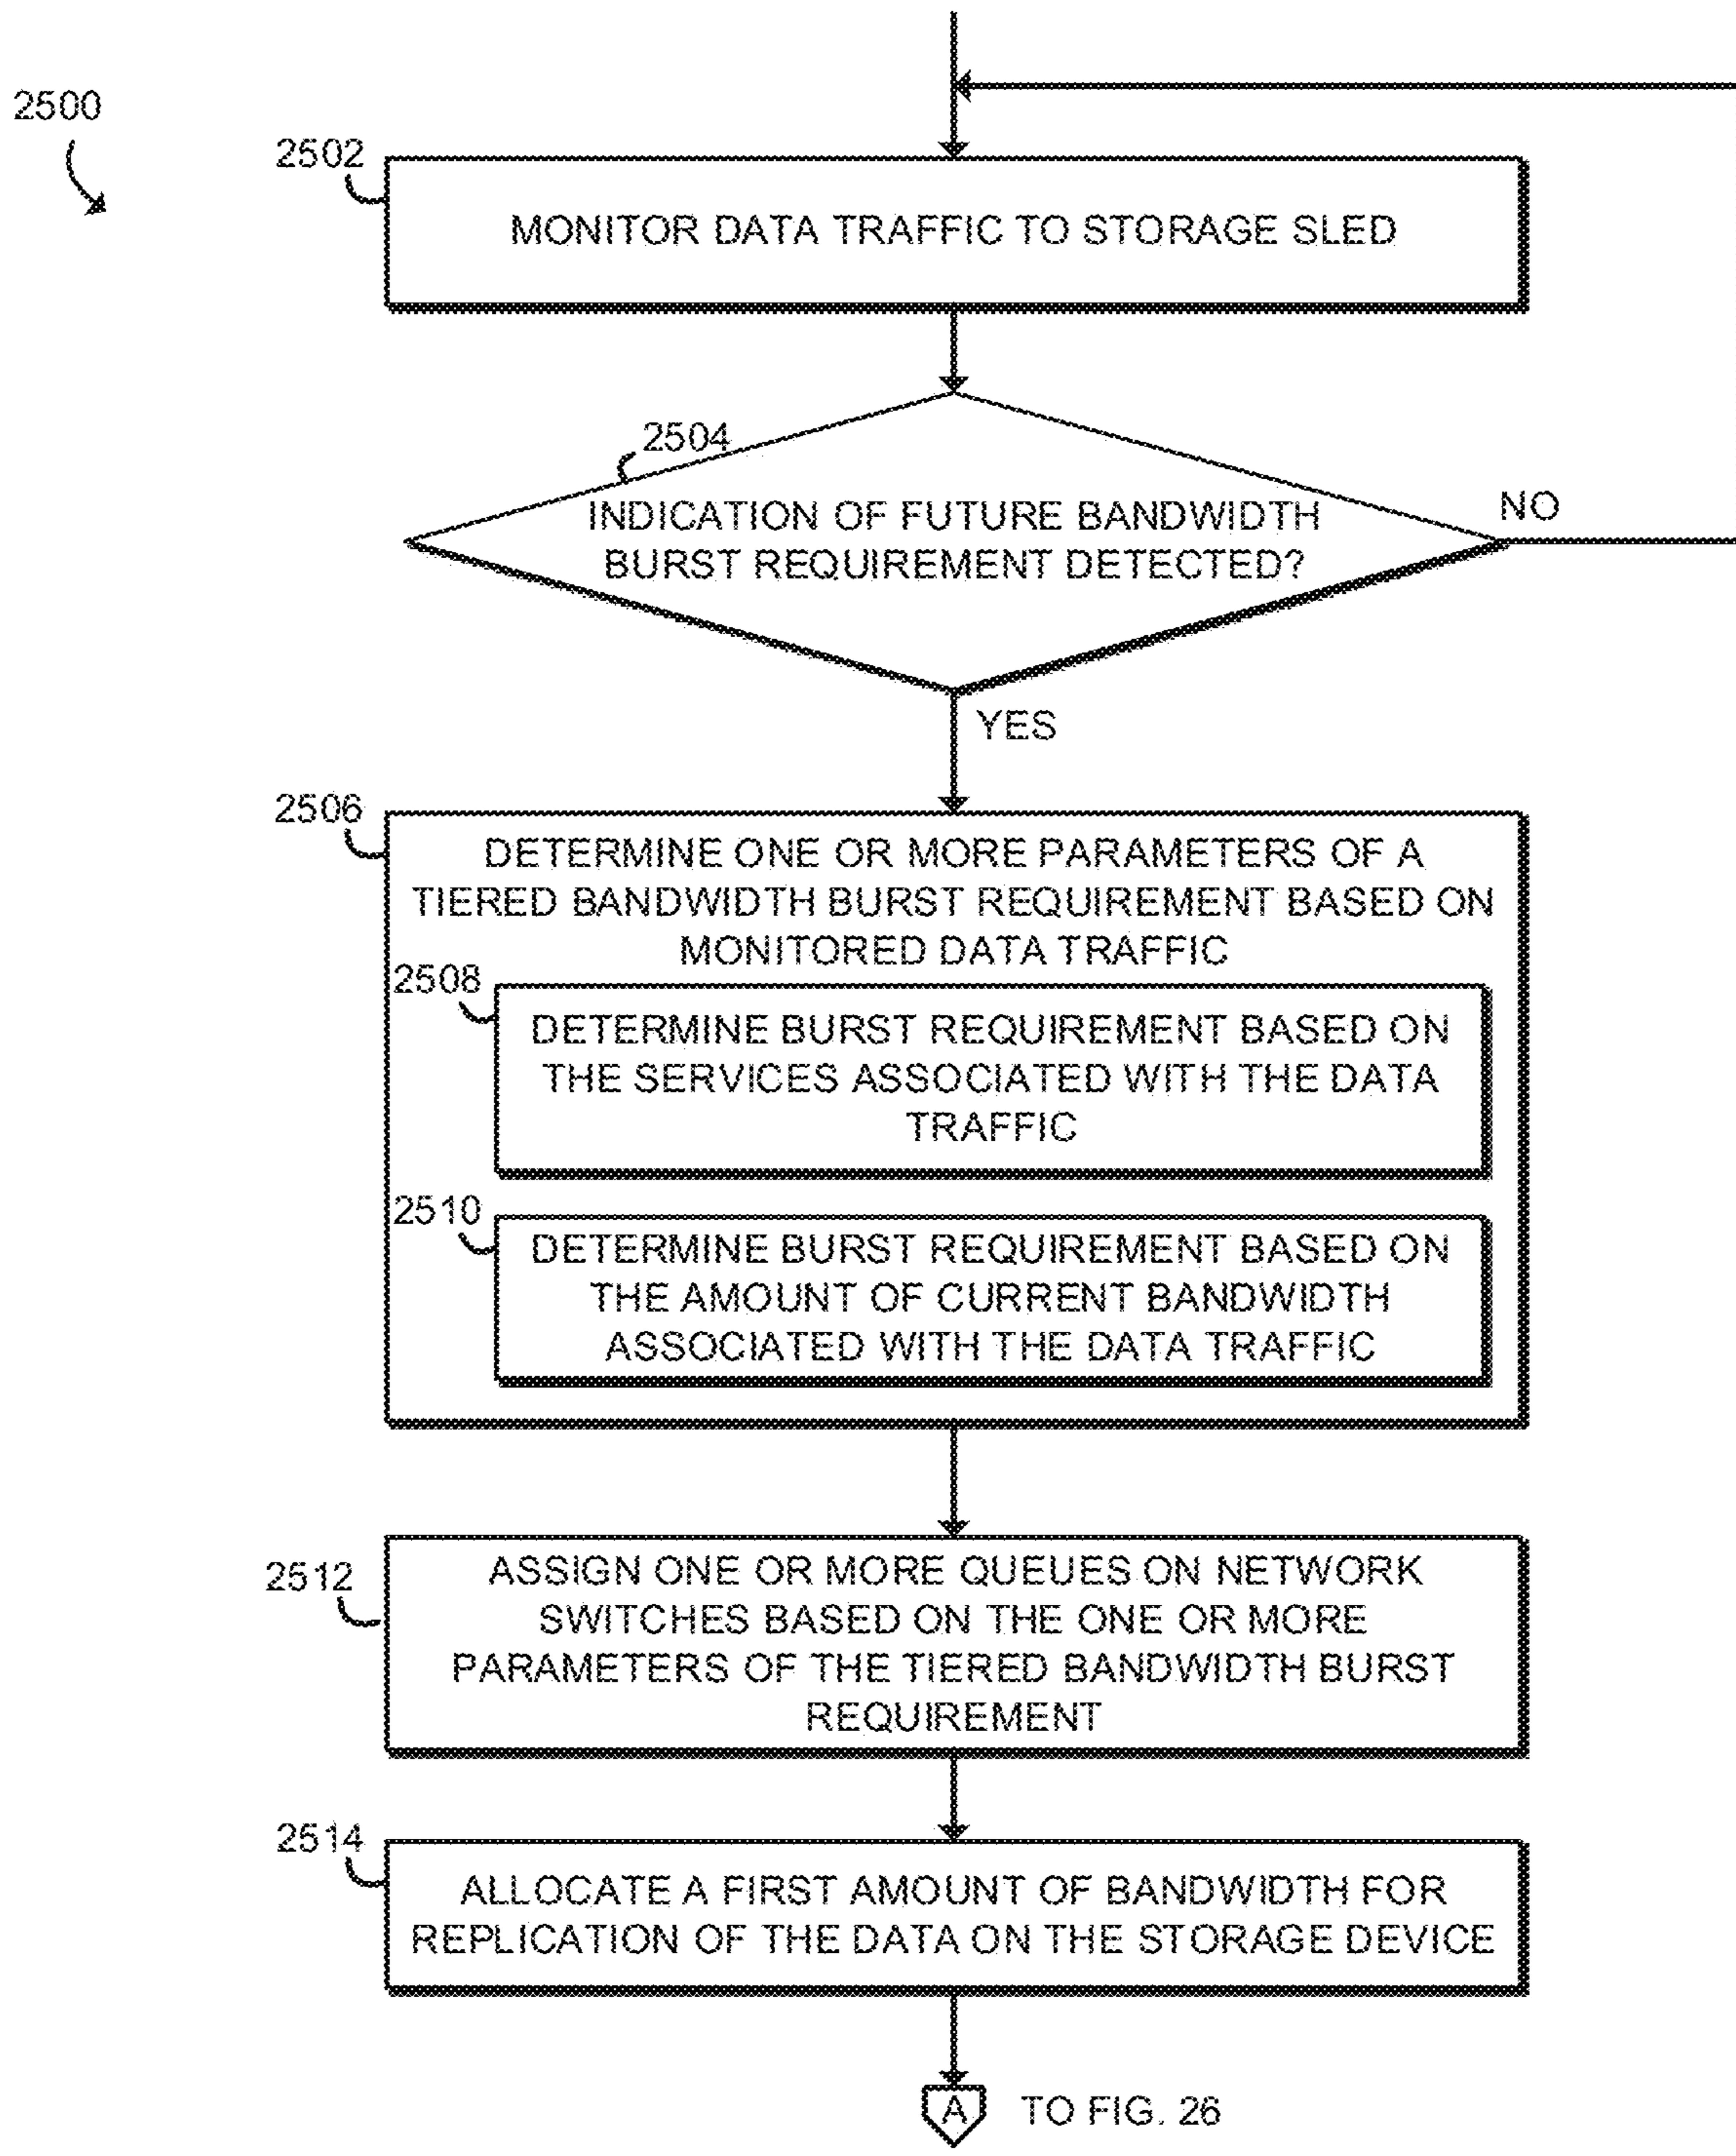 2500
2502
MONITOR DATA TRAFFIC TO STORAGE SLED
2504
INDICATION OF FUTURE BANDWIDTH
BURST REQUIREMENT DETECTED?
NO
YES
2506
DETERMINE ONE OR MORE PARAMETERS OF A
TIERED BANDWIDTH BURST REQUIREMENT BASED ON
MONITORED DATA TRAFFIC
2508
DETERMINE BURST REQUIREMENT BASED ON
THE SERVICES ASSOCIATED WITH THE DATA
TRAFFIC
2510
DETERMINE BURST REQUIREMENT BASED ON
THE AMOUNT OF CURRENT BANDWIDTH
ASSOCIATED WITH THE DATA TRAFFIC
2512
ASSIGN ONE OR MORE QUEUES ON NETWORK
SWITCHES BASED ON THE ONE OR MORE
PARAMETERS OF THE TIERED BANDWIDTH BURST
REQUIREMENT
2514
ALLOCATE A FIRST AMOUNT OF BANDWIDTH FOR
REPLICATION OF THE DATA ON THE STORAGE DEVICE
A TO FIG. 26